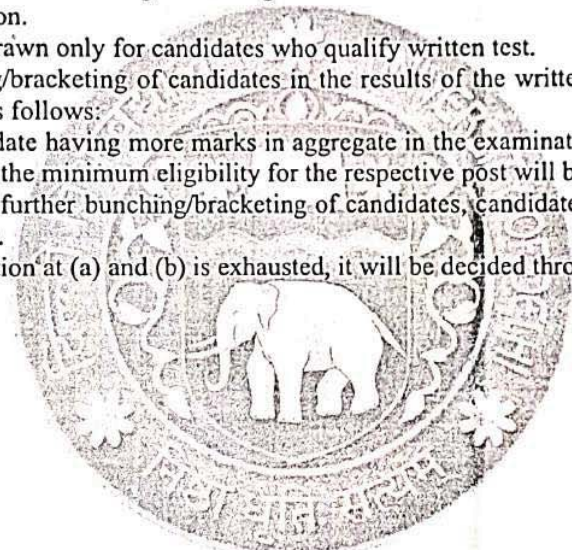 on.
rawn only for candidates who qualify written test.
g/bracketing of candidates in the results of the writte
s follows:
date having more marks in aggregate in the examinat
the minimum eligibility for the respective post will b
further bunching/bracketing of candidates, candidate
.
ion at (a) and (b) is exhausted, it will be decided thro
OF DELHI